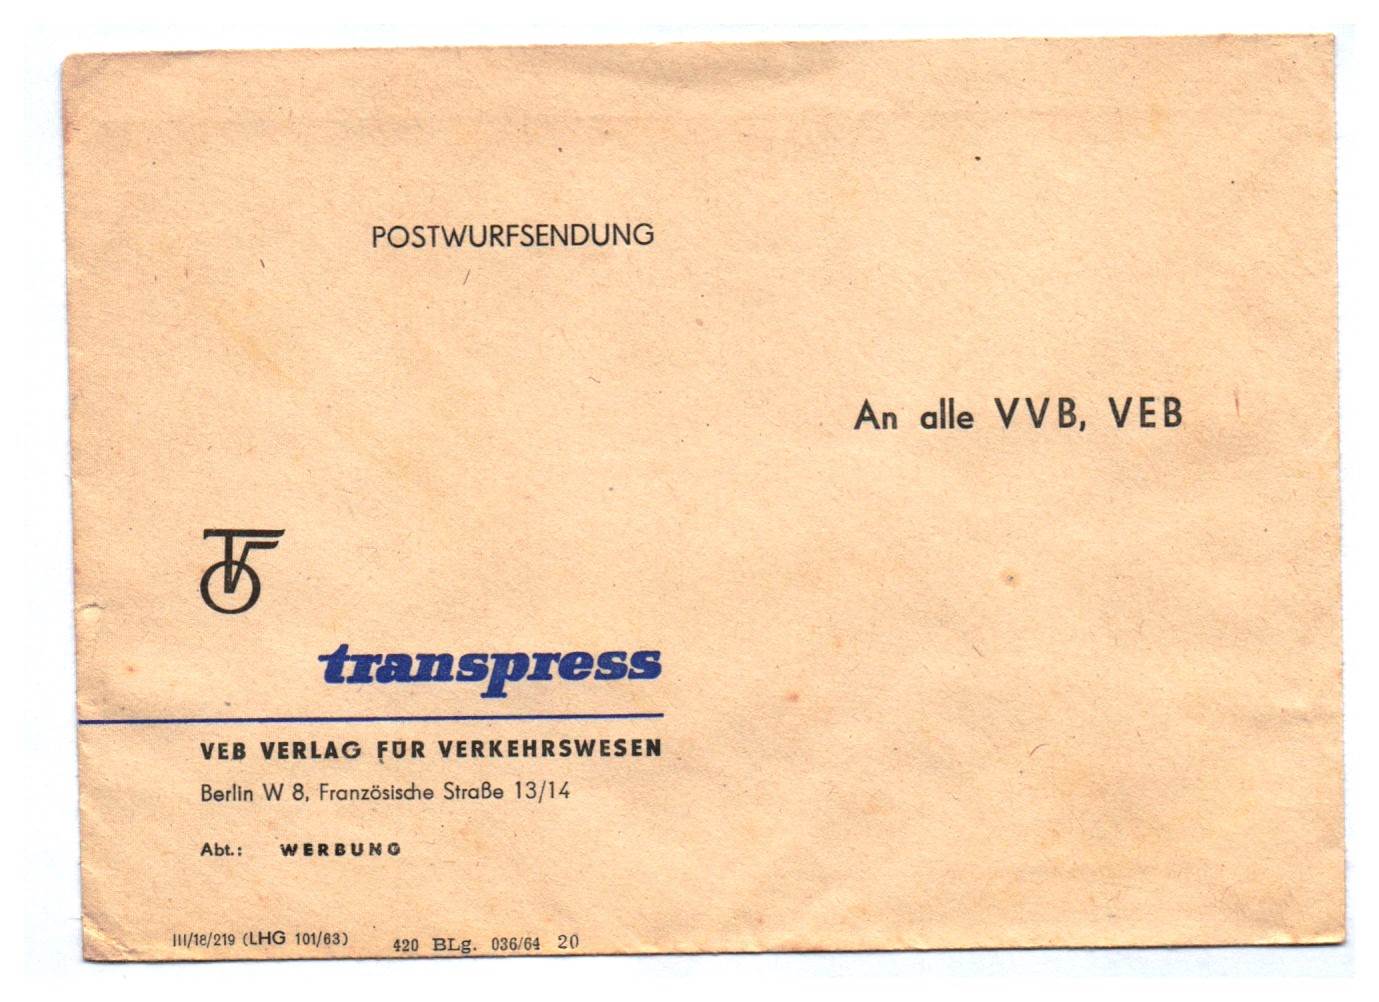 POSTWURFSENDUNG
An alle VVB, VEB
transpress
VEB VERLAG FÜR VERKEHRSWESEN
Berlin W 8, Französische Straße 13/14
Abt.: WERBUNG
III/18/219 (LHG 101/63) 420 BLg. 036/64 20